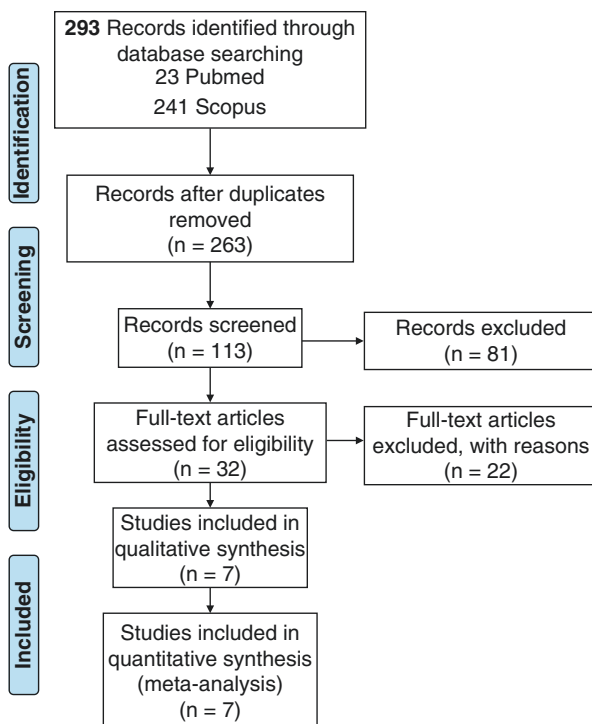 293 Records identified through
database searching
23 Pubmed
241 Scopus
Identification
Records after duplicates
removed
(n = 263)
Screening
Records screened
(n = 113)
Records excluded
(n = 81)
Eligibility
Full-text articles
assessed for eligibility
(n = 32)
Full-text articles
excluded, with reasons
(n = 22)
Studies included in
qualitative synthesis
(n = 7)
Included
Studies included in
quantitative synthesis
(meta-analysis)
(n = 7)